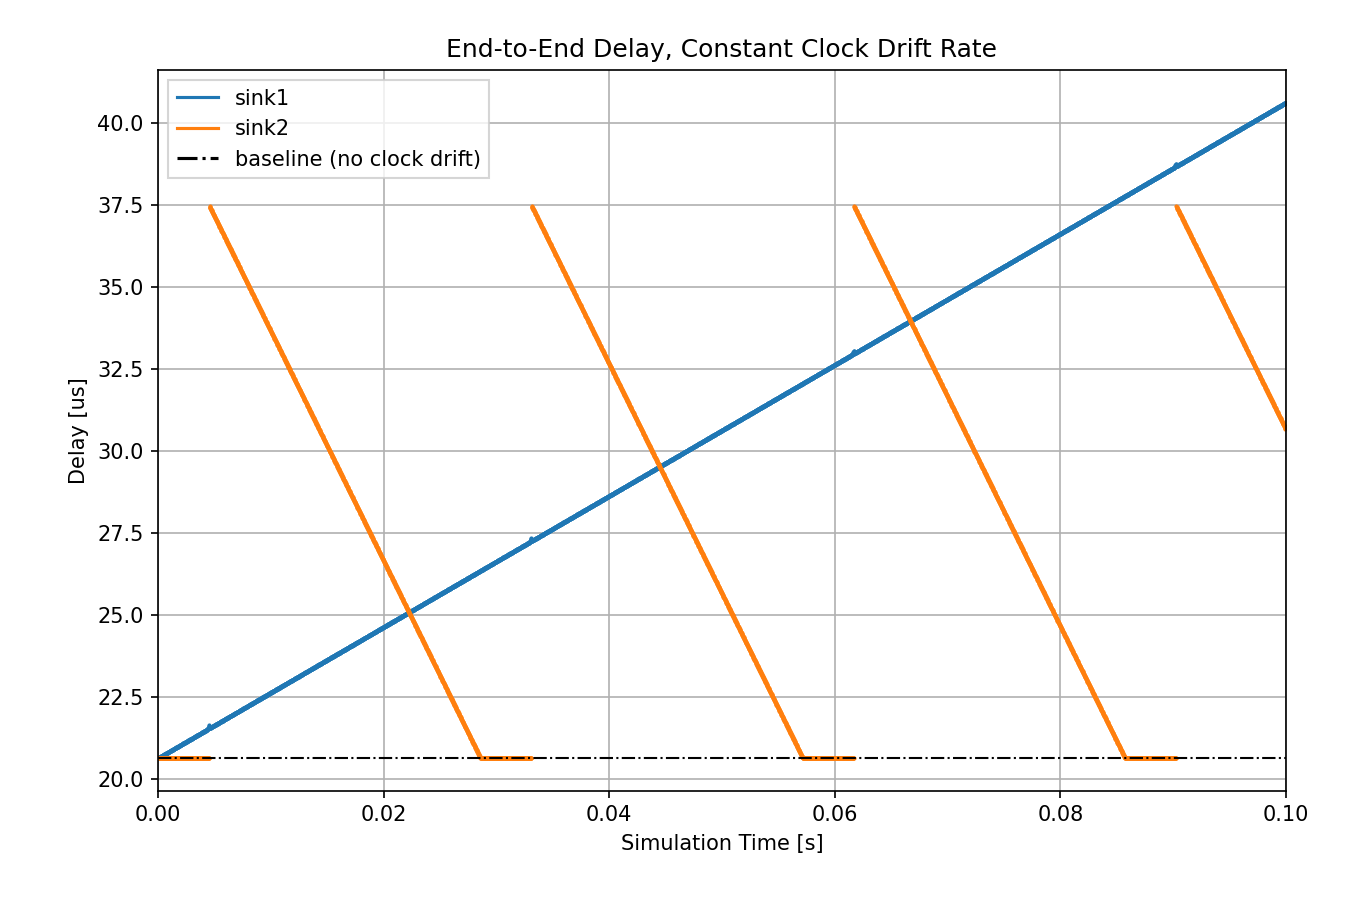 End-to-End Delay, Constant Clock Drift Rate
sink1
sink2
baseline (no clock drift)
40.0
37.5
35.0
32.5
30.0
27.5
25.0
22.5
20.0
Delay [us]
0.00 0.02 0.04 0.06 0.08 0.10
Simulation Time [s]